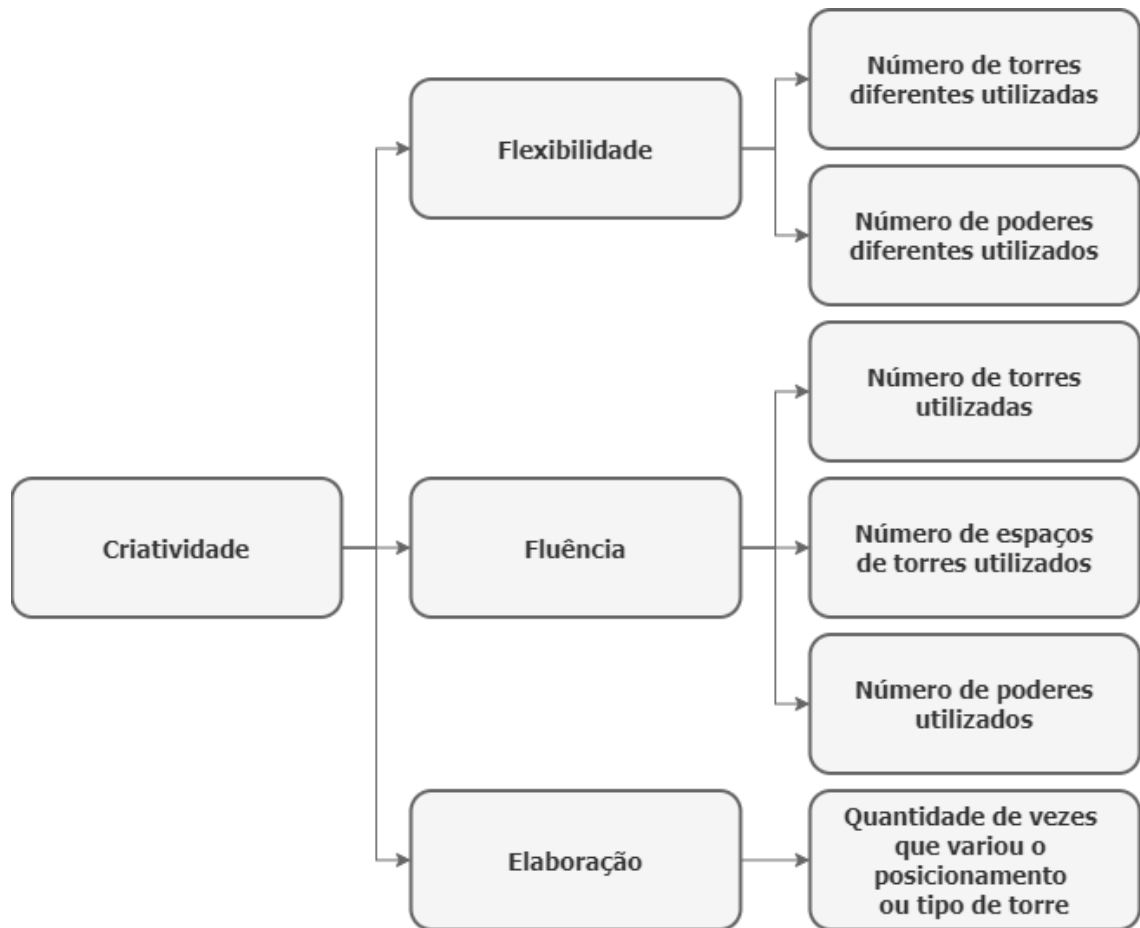 Número de torres
diferentes utilizadas
Flexibilidade
Número de poderes
diferentes utilizados
Número de torres
utilizadas
Criatividade
Fluência
Número de espaços
de torres utilizados
Número de poderes
utilizados
Elaboração
Quantidade de vezes
que variou o
posicionamento
ou tipo de torre